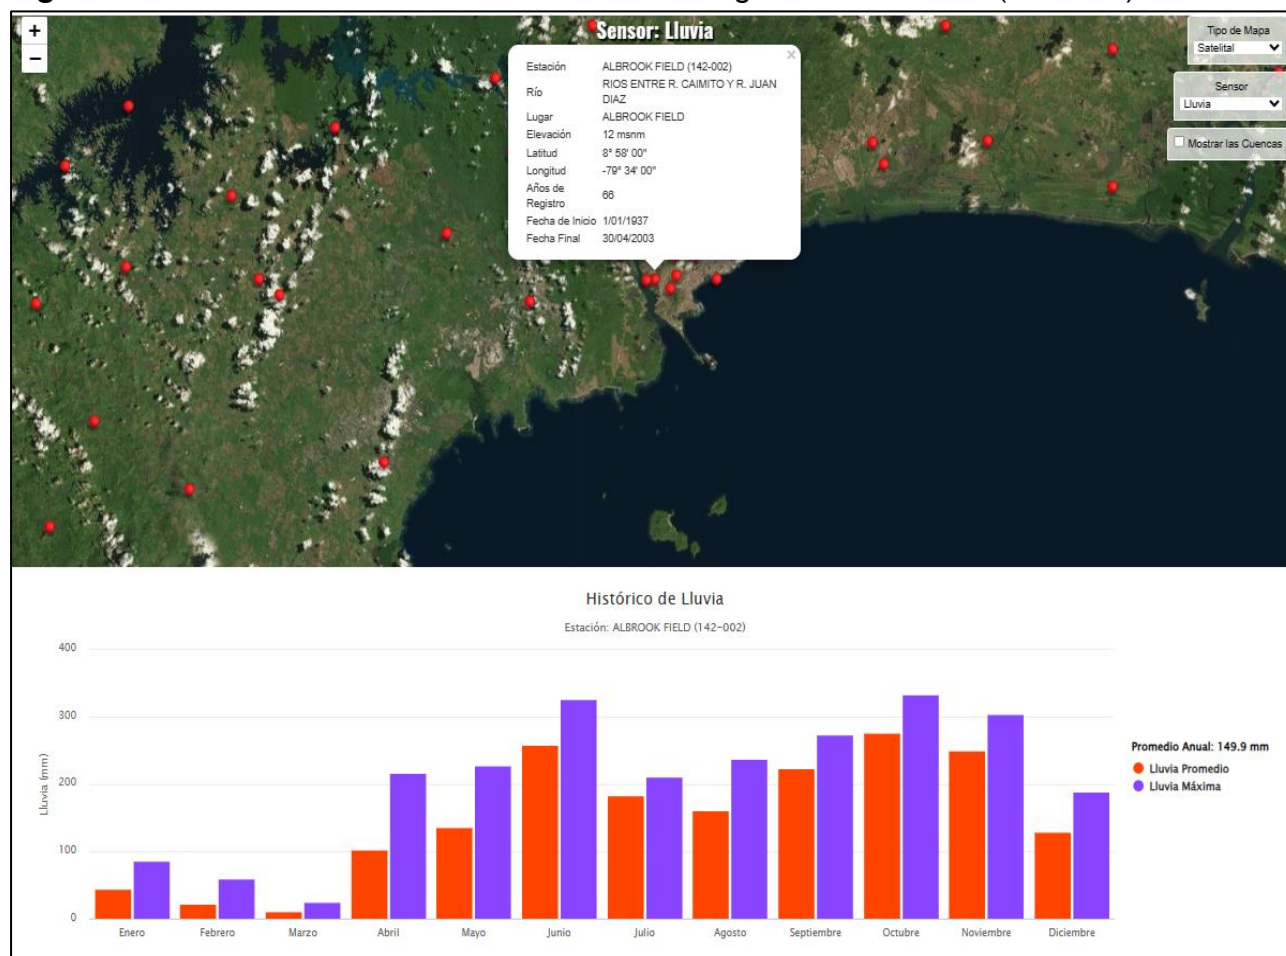 +
−
Sensor: Lluvia
×
Estación ALBROOK FIELD (142-002)
Río RIOS ENTRE R. CAIMITO Y R. JUAN DIAZ
Lugar ALBROOK FIELD
Elevación 12 msnm
Latitud 8° 58' 00"
Longitud -79° 34' 00"
Años de Registro 66
Fecha de Inicio 1/01/1937
Fecha Final 30/04/2003
Tipo de Mapa
Satelital
Sensor
Lluvia
Mostrar las Cuencas
Histórico de Lluvia
Estación: ALBROOK FIELD (142-002)
400
300
200
100
0
Lluvia (mm)
Enero Febrero Marzo Abril Mayo Junio Julio Agosto Septiembre Octubre Noviembre Diciembre
Promedio Anual: 149.9 mm
Lluvia Promedio
Lluvia Máxima